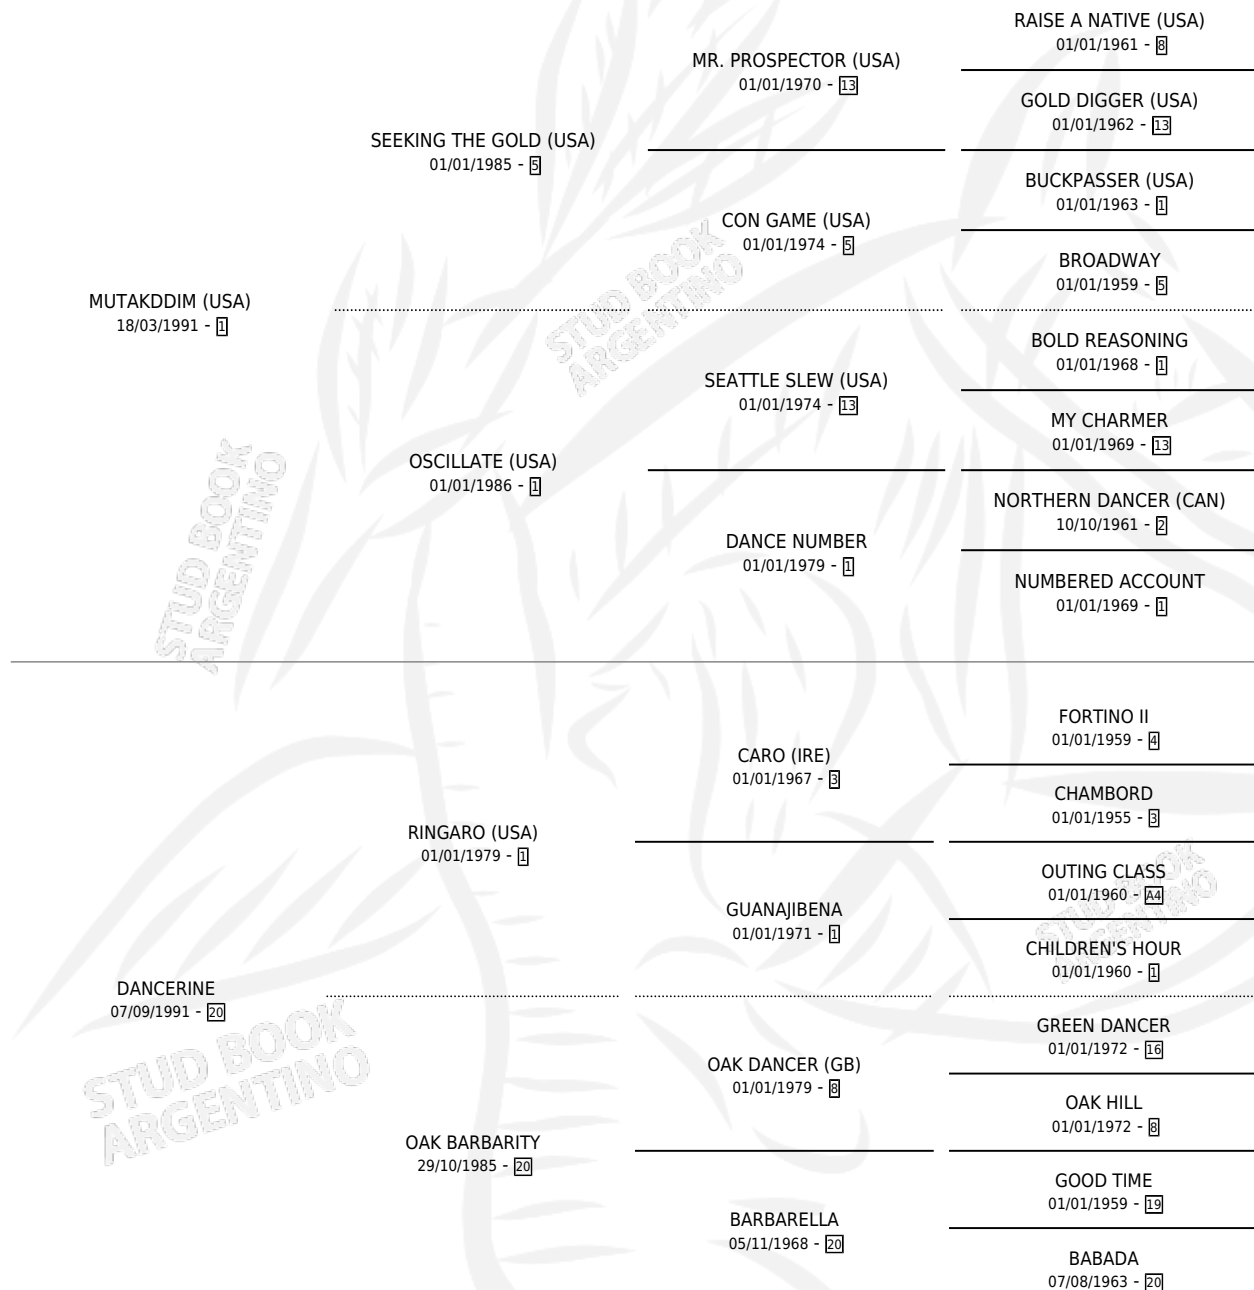 RAISE A NATIVE (USA)
01/01/1961 - 8
MR. PROSPECTOR (USA)
01/01/1970 - 13
GOLD DIGGER (USA)
01/01/1962 - 13
SEEKING THE GOLD (USA)
01/01/1985 - 5
BUCKPASSER (USA)
01/01/1963 - 1
CON GAME (USA)
01/01/1974 - 5
BROADWAY
01/01/1959 - 5
MUTAKDDIM (USA)
18/03/1991 - 1
STUD BOOK
ARGENTINO
BOLD REASONING
01/01/1968 - 1
SEATTLE SLEW (USA)
01/01/1974 - 13
MY CHARMER
01/01/1969 - 13
OSCILLATE (USA)
01/01/1986 - 1
NORTHERN DANCER (CAN)
10/10/1961 - 2
DANCE NUMBER
01/01/1979 - 1
NUMBERED ACCOUNT
01/01/1969 - 1
STUD BOOK
ARGENTINO
FORTINO II
01/01/1959 - 4
CARO (IRE)
01/01/1967 - 3
CHAMBORD
01/01/1955 - 3
RINGARO (USA)
01/01/1979 - 1
OUTING CLASS
01/01/1960 - A4
GUANAJIBENA
01/01/1971 - 1
STUD BOOK
ARGENTINO
CHILDREN'S HOUR
01/01/1960 - 1
DANCERINE
07/09/1991 - 20
GREEN DANCER
01/01/1972 - 16
OAK DANCER (GB)
01/01/1979 - 8
STUD BOOK
ARGENTINO
OAK HILL
01/01/1972 - 8
OAK BARBARITY
29/10/1985 - 20
GOOD TIME
01/01/1959 - 19
BARBARELLA
05/11/1968 - 20
BABADA
07/08/1963 - 20